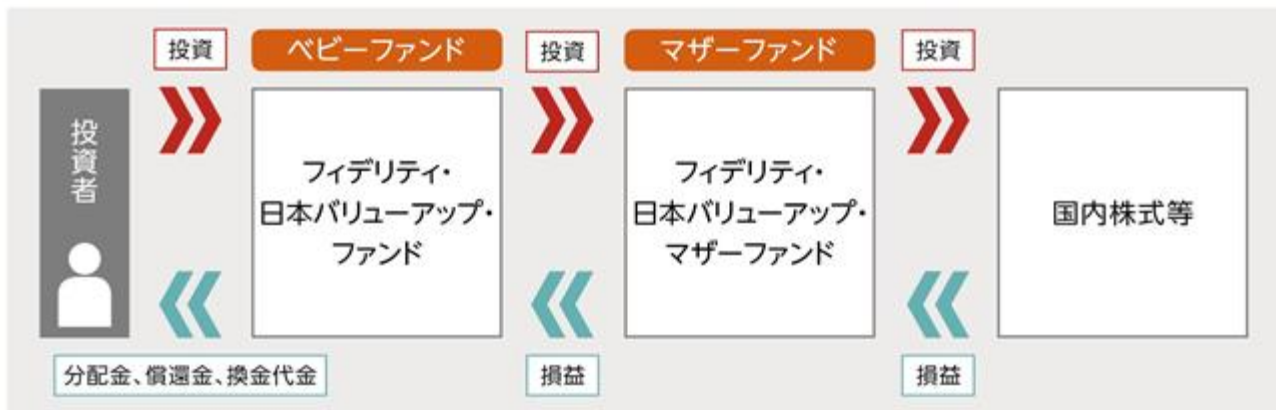 投資
ベビーファンド
投資
マザーファンド
投資
投資者
フィデリティ・
日本バリューアップ・
ファンド
フィデリティ・
日本バリューアップ・
マザーファンド
国内株式等
分配金、償還金、換金代金
損益
損益